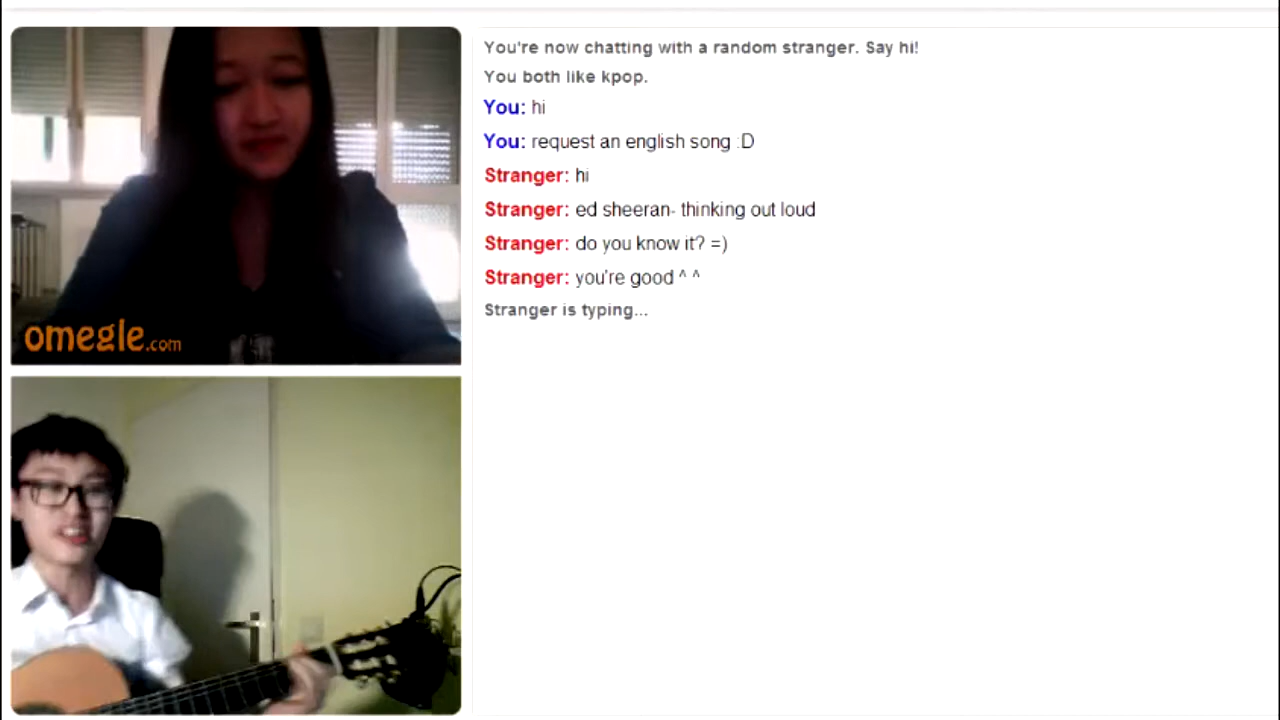 You're now chatting with a random stranger. Say hi!
You both like kpop.
You: hi
You: request an english song :D
Stranger: hi
Stranger: ed sheeran- thinking out loud
Stranger: do you know it? =)
Stranger: you're good ^ ^
Stranger is typing...
omegle.com